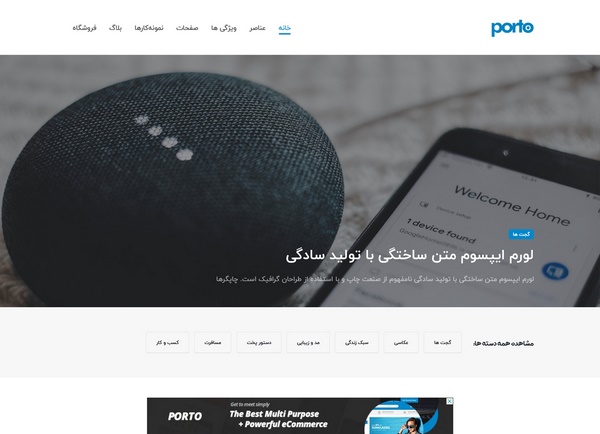 porto
خانه عناصر ویژگی ها صفحات نمونه‌کارها بلاگ فروشگاه
Welcome Home
1 device found
گجت ها
لورم ایپسوم متن ساختگی با تولید سادگی
لورم ایپسوم متن ساختگی با تولید سادگی نامفهوم از صنعت چاپ و با استفاده از طراحان گرافیک است. چاپگرها
مشاهده همه دسته ها: گجت ها عکاسی سبک زندگی مد و زیبایی دستور پخت مسافرت کسب و کار
Get to meet simply
PORTO The Best Multi Purpose
+ Powerful eCommerce